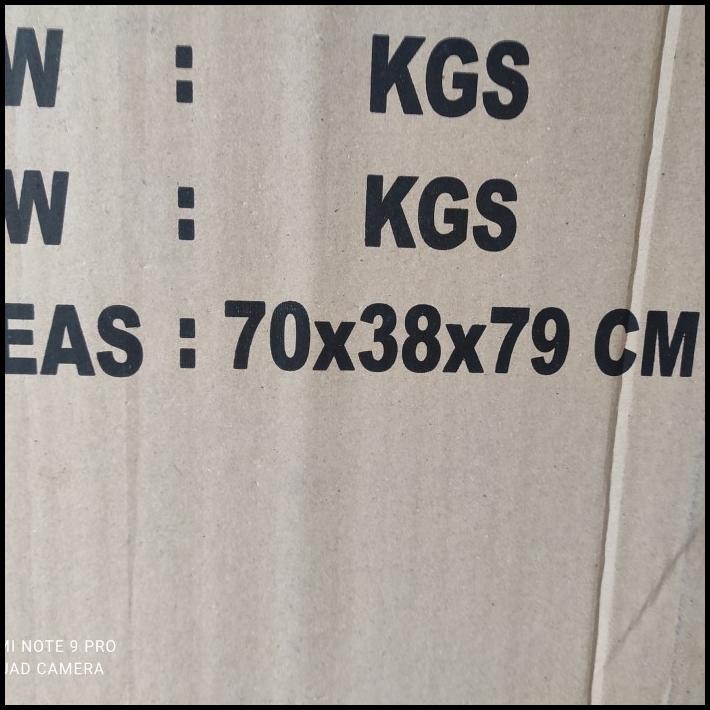 W : KGS
W : KGS
EAS : 70x38x79 CM
MI NOTE 9 PRO
UAD CAMERA